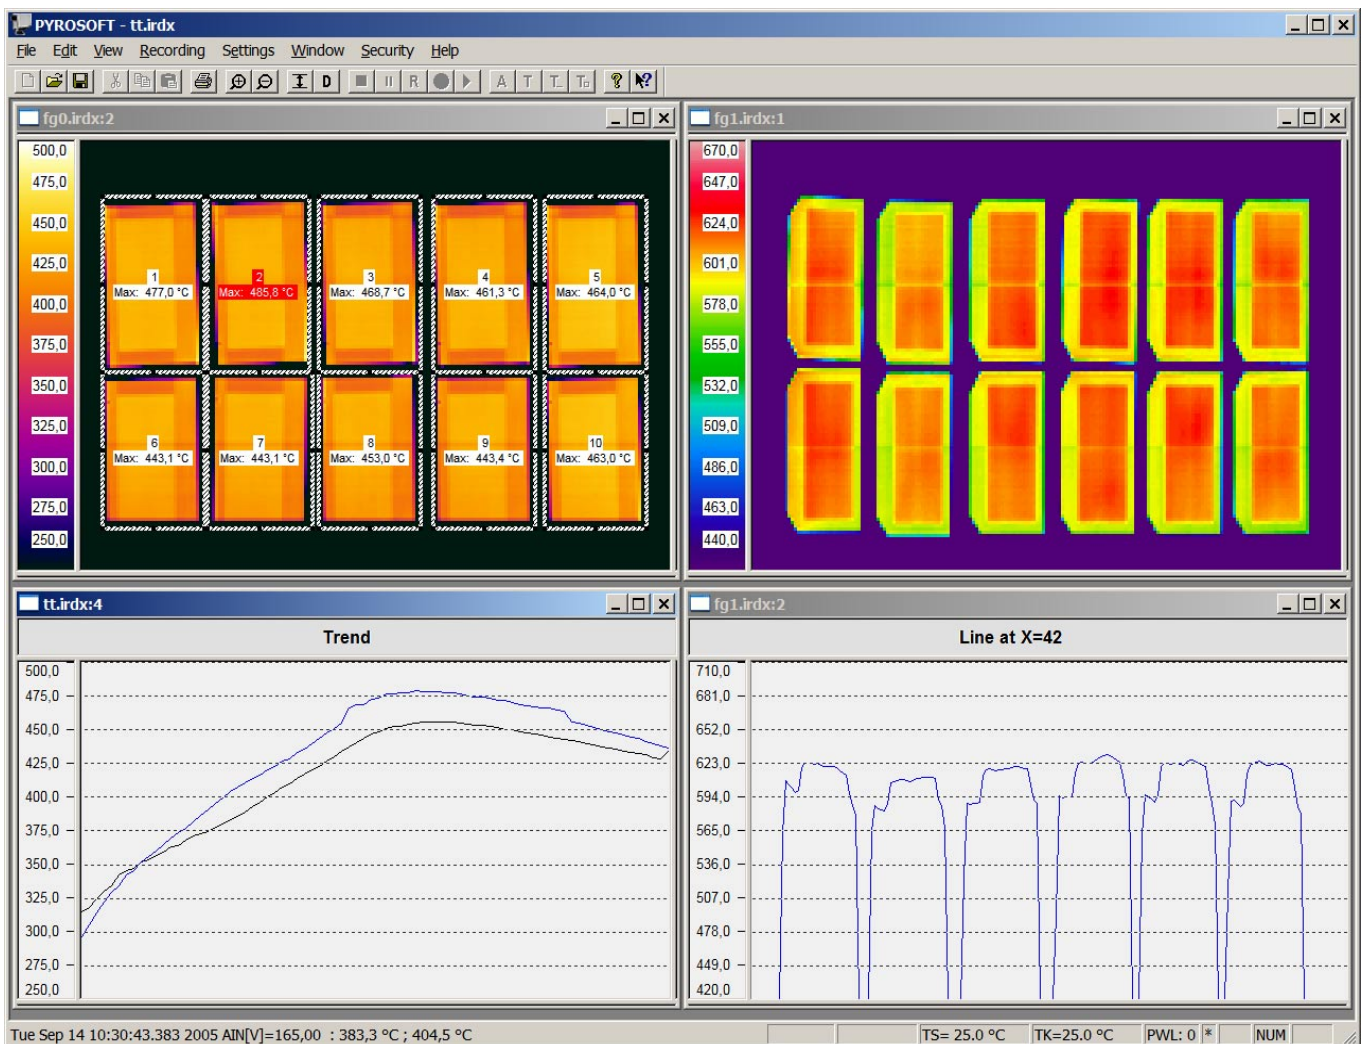 PYROSOFT - tt.irdx
File Edit View Recording Settings Window Security Help
D R A T T_ T
fg0.irdx:2
500,0
475,0
450,0
425,0
400,0
375,0
350,0
325,0
300,0
275,0
250,0
1
Max: 477,0 °C
2
Max: 485,8 °C
3
Max: 468,7 °C
4
Max: 461,3 °C
5
Max: 464,0 °C
6
Max: 443,1 °C
7
Max: 443,1 °C
8
Max: 453,0 °C
9
Max: 443,4 °C
10
Max: 463,0 °C
fg1.irdx:1
670,0
647,0
624,0
601,0
578,0
555,0
532,0
509,0
486,0
463,0
440,0
tt.irdx:4
Trend
500,0
475,0
450,0
425,0
400,0
375,0
350,0
325,0
300,0
275,0
250,0
fg1.irdx:2
Line at X=42
710,0
681,0
652,0
623,0
594,0
565,0
536,0
507,0
478,0
449,0
420,0
Tue Sep 14 10:30:43.383 2005 AIN[V]=165,00 : 383,3 °C ; 404,5 °C
TS= 25.0 °C TK=25.0 °C PWL: 0 * NUM